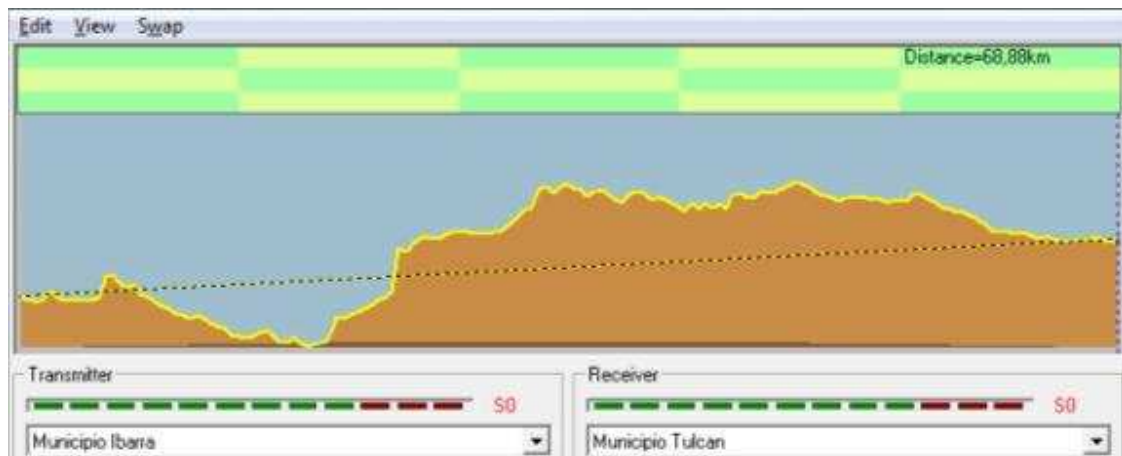 Edit View Swap
Distance=68,88km
Transmitter
S0
Municipio Ibarra
Receiver
S0
Municipio Tulcan